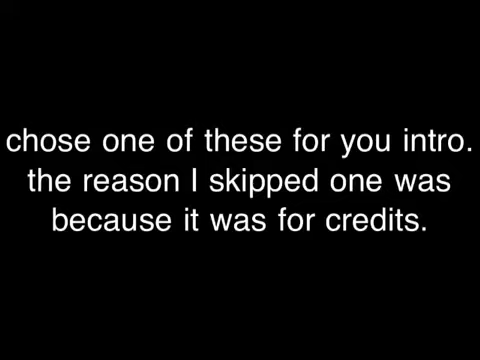 chose one of these for you intro.
the reason I skipped one was
because it was for credits.